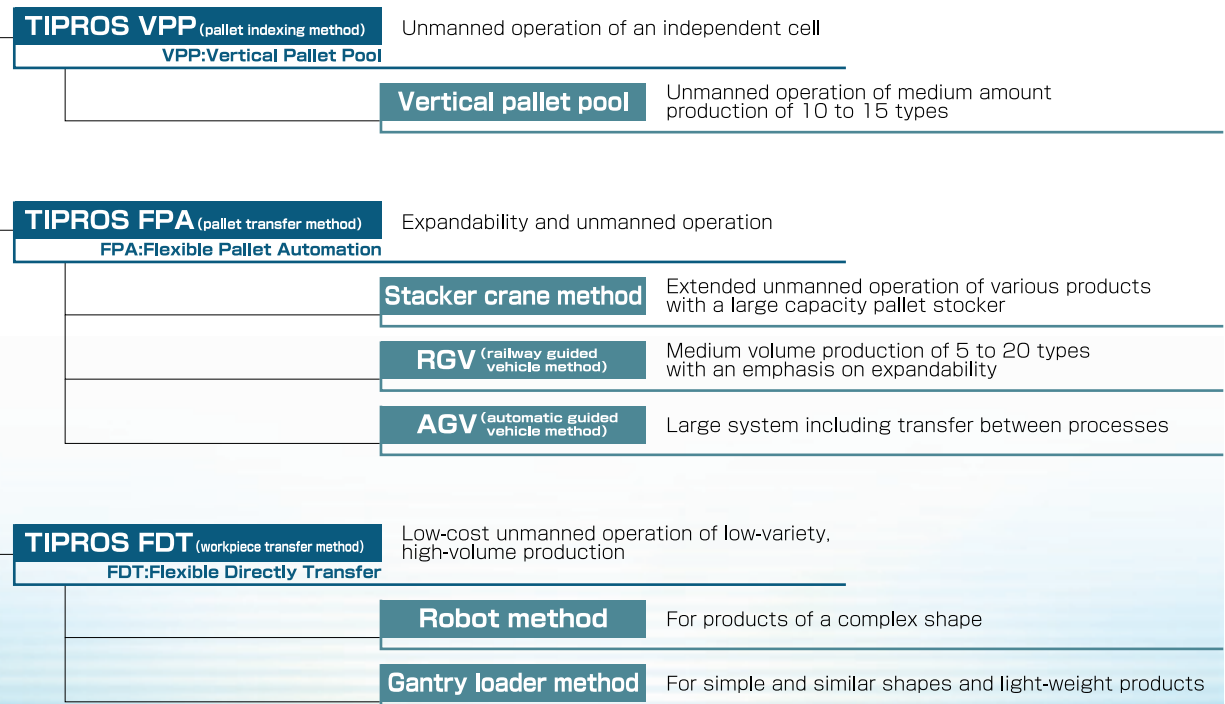 TIPROS VPP (pallet indexing method) Unmanned operation of an independent cell
VPP:Vertical Pallet Pool
Vertical pallet pool
Unmanned operation of medium amount
production of 10 to 15 types
TIPROS FPA (pallet transfer method) Expandability and unmanned operation
FPA:Flexible Pallet Automation
Stacker crane method
Extended unmanned operation of various products
with a large capacity pallet stocker
RGV (railway guided
vehicle method)
Medium volume production of 5 to 20 types
with an emphasis on expandability
AGV (automatic guided
vehicle method)
Large system including transfer between processes
TIPROS FDT (workpiece transfer method)
FDT:Flexible Directly Transfer
Low-cost unmanned operation of low-variety,
high-volume production
Robot method For products of a complex shape
Gantry loader method For simple and similar shapes and light-weight products